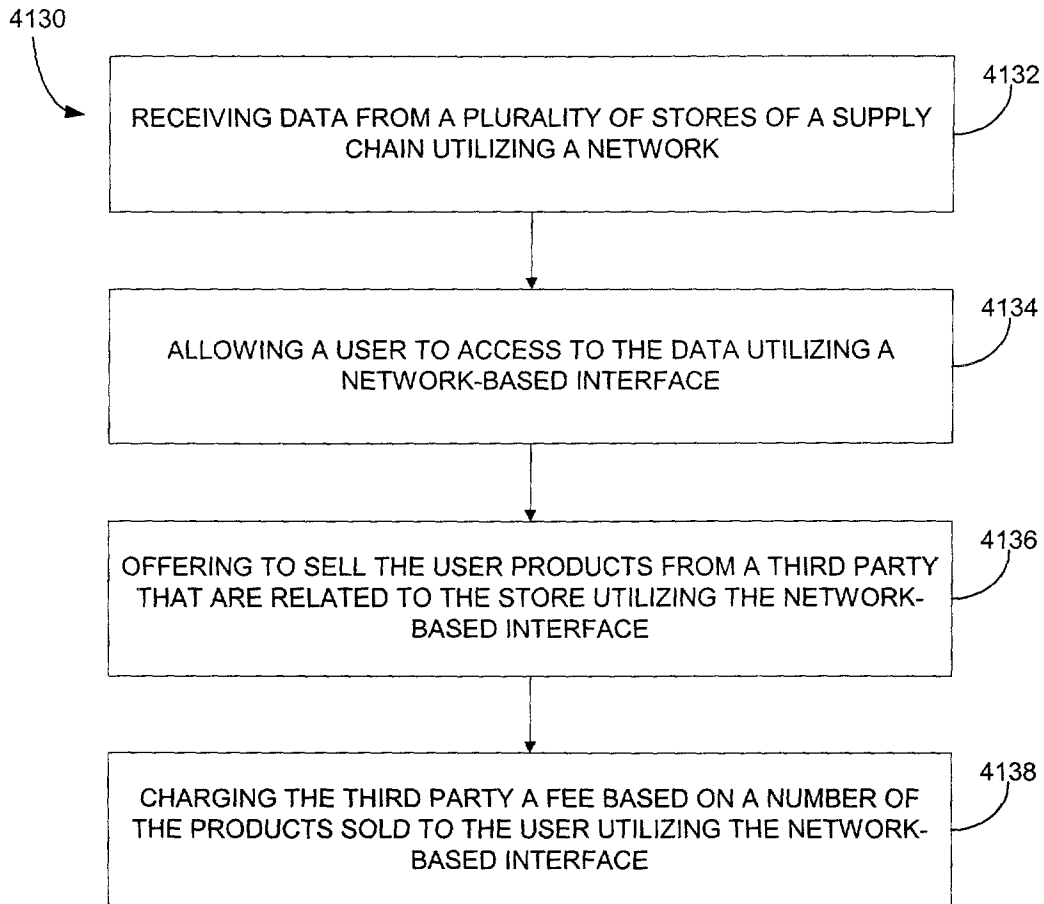 4130
4132
RECEIVING DATA FROM A PLURALITY OF STORES OF A SUPPLY
CHAIN UTILIZING A NETWORK
4134
ALLOWING A USER TO ACCESS TO THE DATA UTILIZING A
NETWORK-BASED INTERFACE
4136
OFFERING TO SELL THE USER PRODUCTS FROM A THIRD PARTY
THAT ARE RELATED TO THE STORE UTILIZING THE NETWORK-
BASED INTERFACE
4138
CHARGING THE THIRD PARTY A FEE BASED ON A NUMBER OF
THE PRODUCTS SOLD TO THE USER UTILIZING THE NETWORK-
BASED INTERFACE